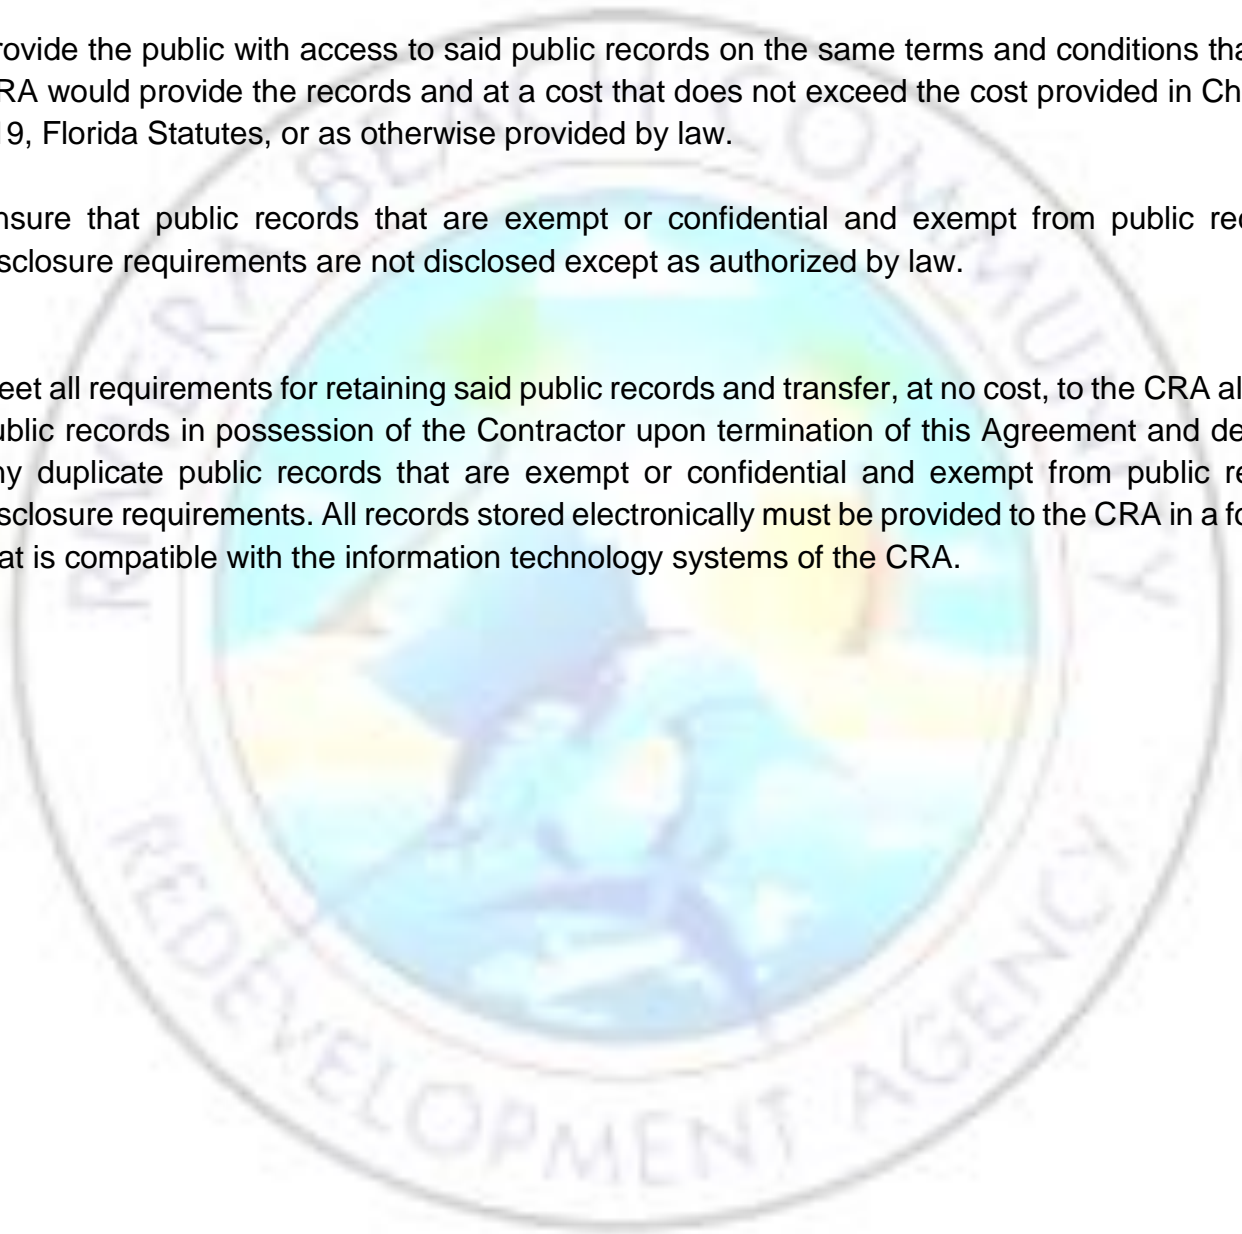 rovide the public with access to said public records on the same terms and conditions tha
RA would provide the records and at a cost that does not exceed the cost provided in Ch
19, Florida Statutes, or as otherwise provided by law.
nsure that public records that are exempt or confidential and exempt from public rec
sclosure requirements are not disclosed except as authorized by law.
eet all requirements for retaining said public records and transfer, at no cost, to the CRA al
ublic records in possession of the Contractor upon termination of this Agreement and de
ny duplicate public records that are exempt or confidential and exempt from public re
sclosure requirements. All records stored electronically must be provided to the CRA in a fo
at is compatible with the information technology systems of the CRA.
RIVIERA BEACH COMMUNITY
REDEVELOPMENT AGENCY